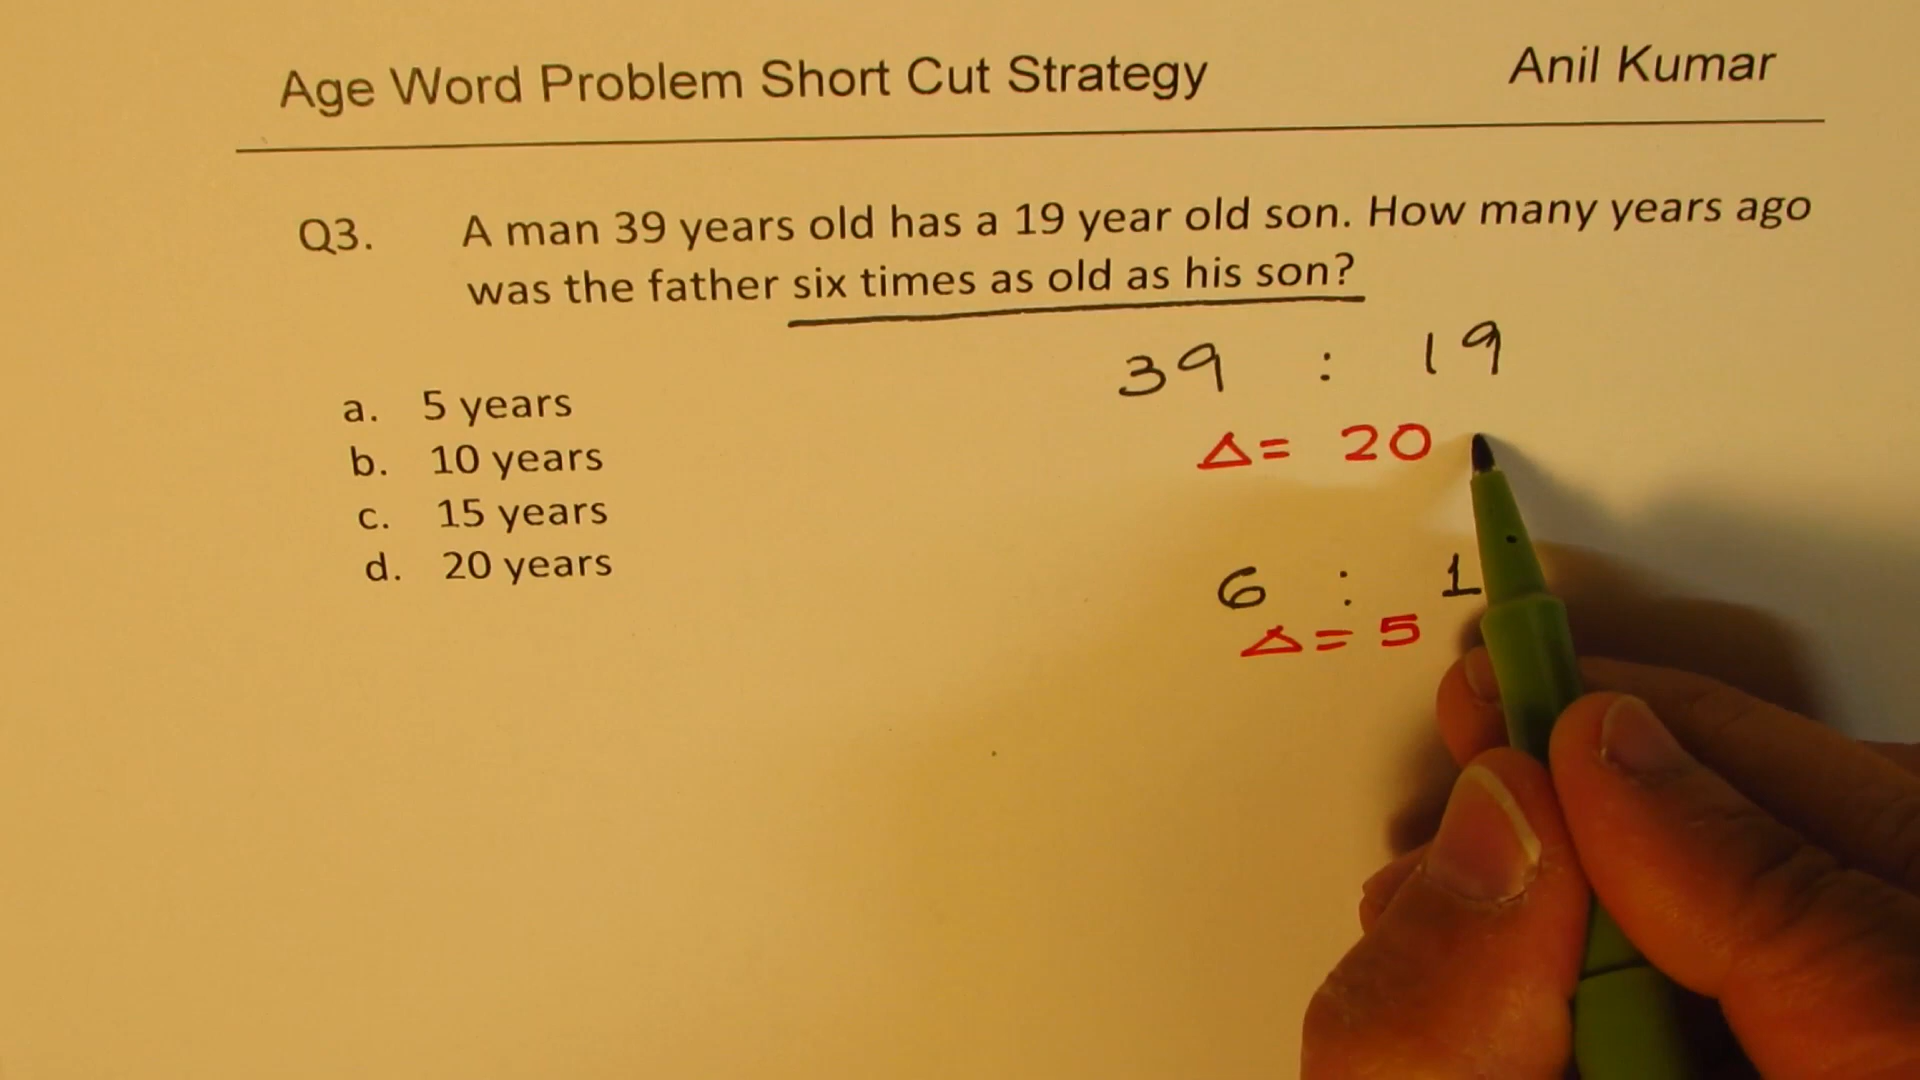 Age Word Problem Short Cut Strategy Anil Kumar
Q3. A man 39 years old has a 19 year old son. How many years ago
was the father six times as old as his son?
39 : 19
a. 5 years
Δ= 20
b. 10 years
c. 15 years
d. 20 years
6 : 1
Δ= 5